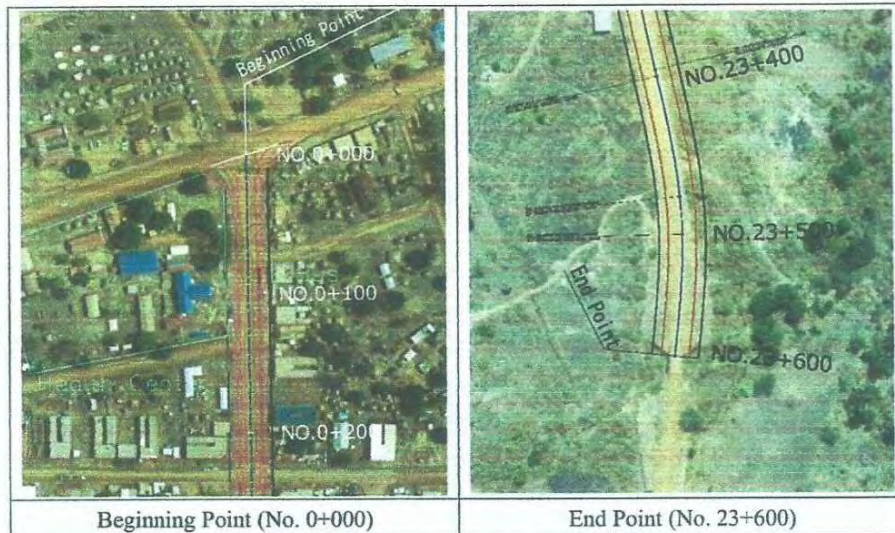 Beginning Point
NO.0+000
NO.0+100
NO.0+200
Beginning Point (No. 0+000)
NO.23+400
NO.23+500
End Point
NO.23+600
End Point (No. 23+600)